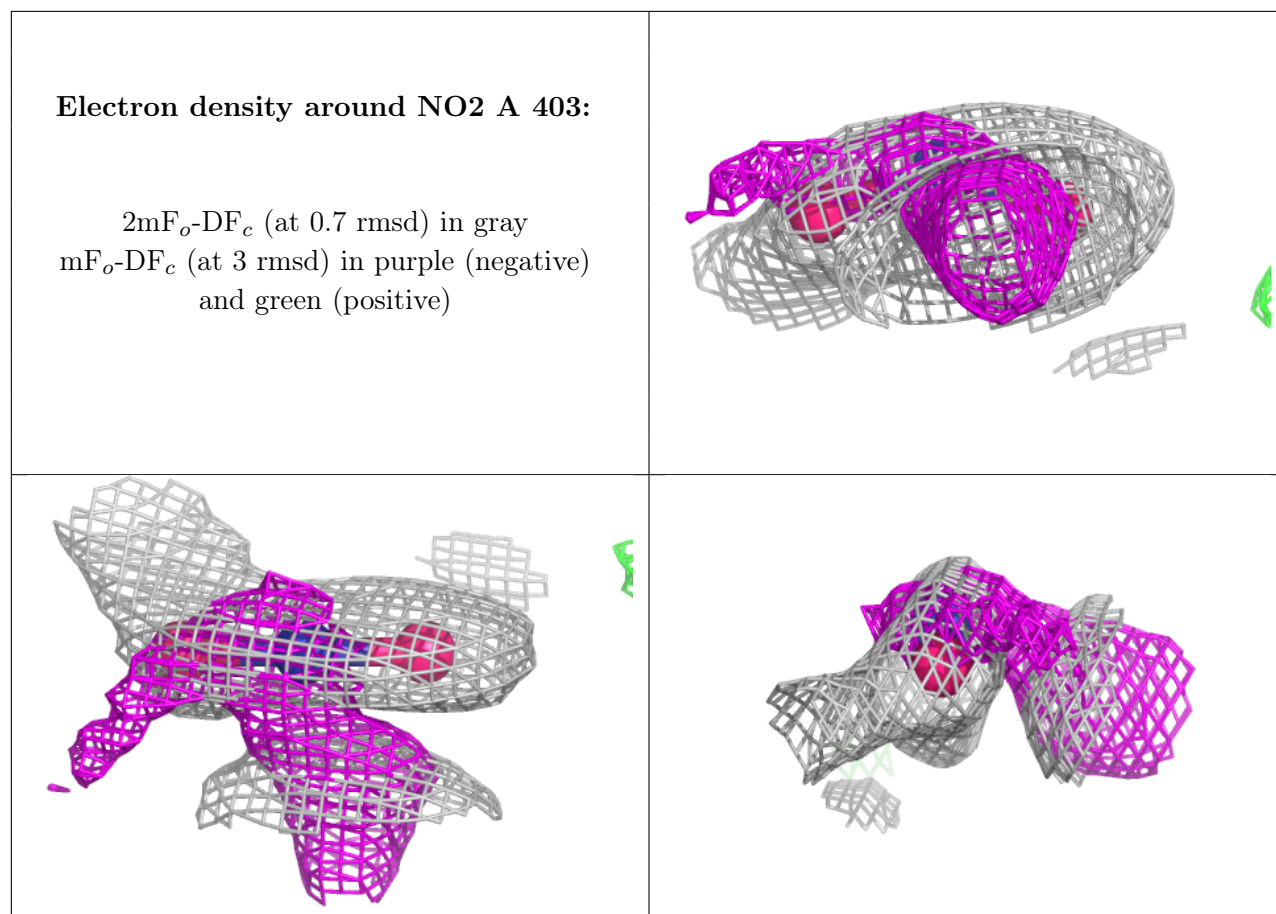 Electron density around NO2 A 403:
2mFₒ-DF𝒸 (at 0.7 rmsd) in gray
mFₒ-DF𝒸 (at 3 rmsd) in purple (negative)
and green (positive)